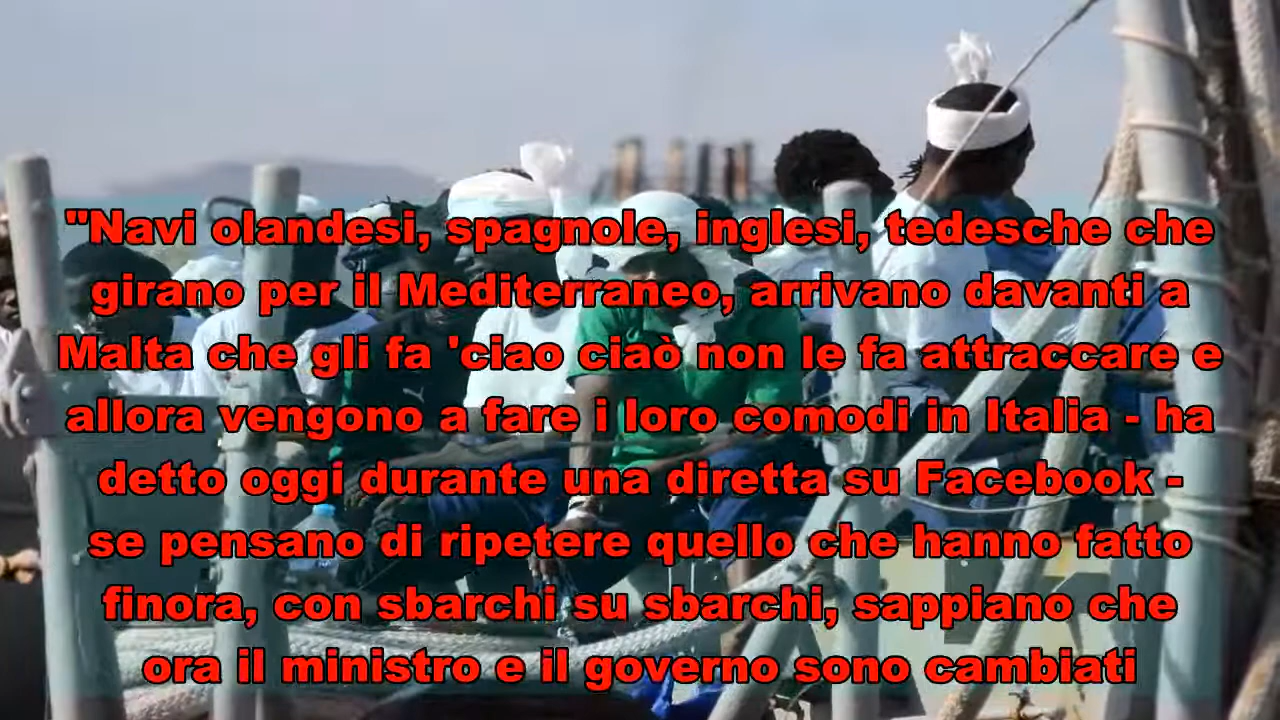 "Navi olandesi, spagnole, inglesi, tedesche che
girano per il Mediterraneo, arrivano davanti a
Malta che gli fa 'ciao ciaò non le fa attraccare e
allora vengono a fare i loro comodi in Italia - ha
detto oggi durante una diretta su Facebook -
se pensano di ripetere quello che hanno fatto
finora, con sbarchi su sbarchi, sappiano che
ora il ministro e il governo sono cambiati